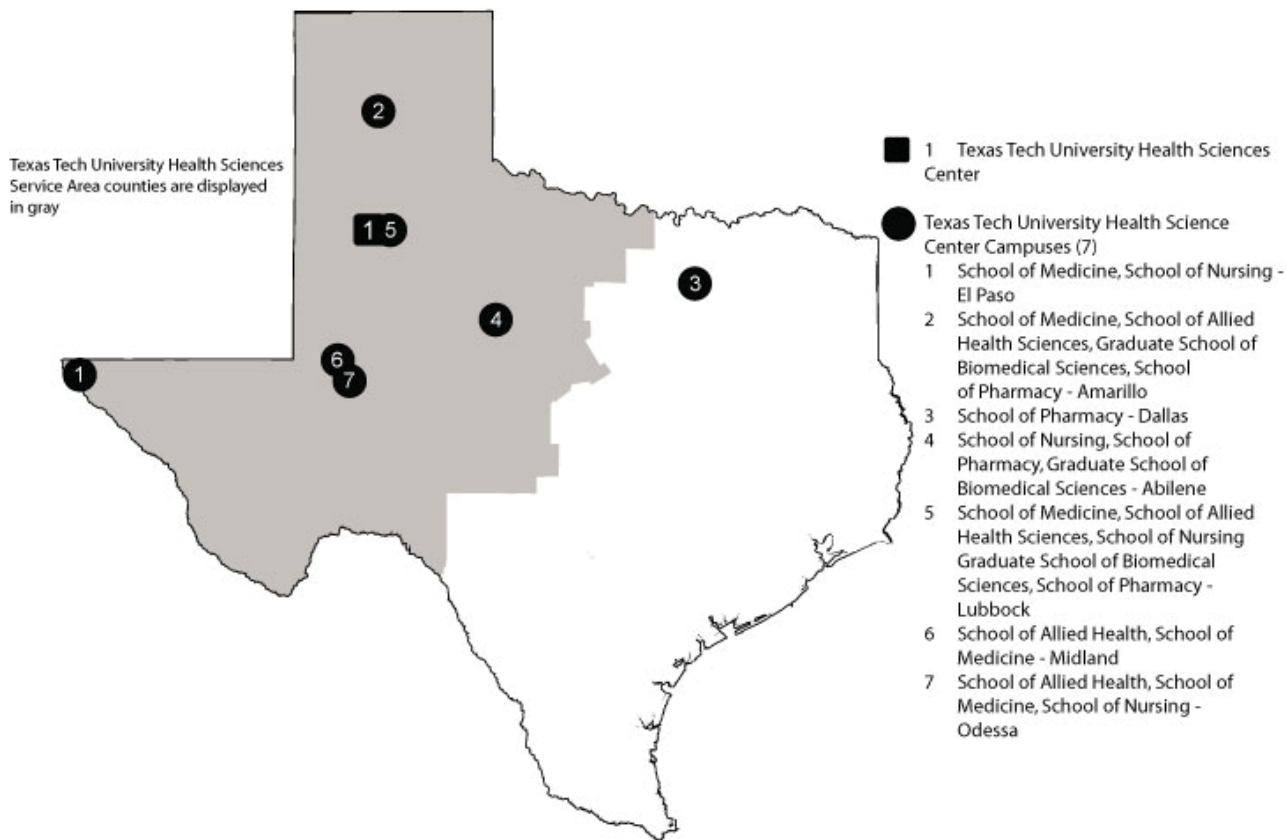 Texas Tech University Health Sciences
Service Area counties are displayed
in gray
2
1
5
3
4
6
7
1
1 Texas Tech University Health Sciences
Center
Texas Tech University Health Science
Center Campuses (7)
1 School of Medicine, School of Nursing -
El Paso
2 School of Medicine, School of Allied
Health Sciences, Graduate School of
Biomedical Sciences, School
of Pharmacy - Amarillo
3 School of Pharmacy - Dallas
4 School of Nursing, School of
Pharmacy, Graduate School of
Biomedical Sciences - Abilene
5 School of Medicine, School of Allied
Health Sciences, School of Nursing
Graduate School of Biomedical
Sciences, School of Pharmacy -
Lubbock
6 School of Allied Health, School of
Medicine - Midland
7 School of Allied Health, School of
Medicine, School of Nursing -
Odessa